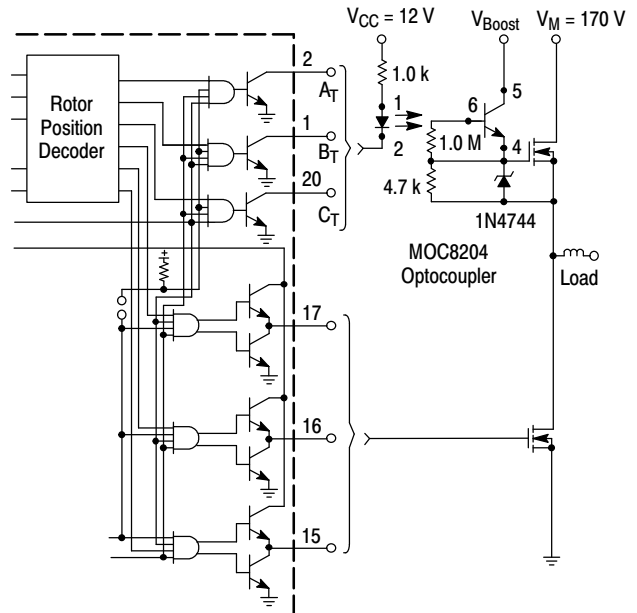 V_CC = 12 V
V_Boost
V_M = 170 V
2
1.0 k
5
A_T
1
6
Rotor
Position
Decoder
1
B_T
2
1.0 M
4
20
4.7 k
C_T
1N4744
MOC8204
Optocoupler
Load
17
16
15